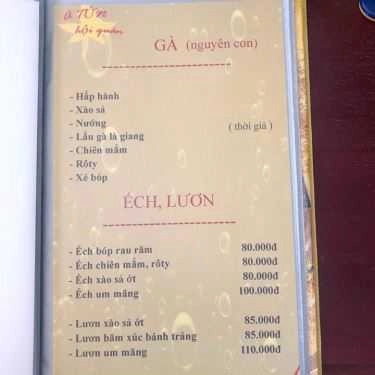 á Tửn
hội quán
GÀ (nguyên con)
- Hấp hành
- Xào sả
- Nướng
( thời giá )
- Lẩu gà lá giang
- Chiên mắm
- Rôty
- Xé bóp
ẾCH, LƯƠN
- Ếch bóp rau răm 80.000đ
- Ếch chiên mắm, rôty 80.000đ
- Ếch xào sả ớt 80.000đ
- Ếch um măng 100.000đ
- Lươn xào sả ớt 85.000đ
- Lươn bằm xúc bánh tráng 85.000đ
- Lươn um măng 110.000đ